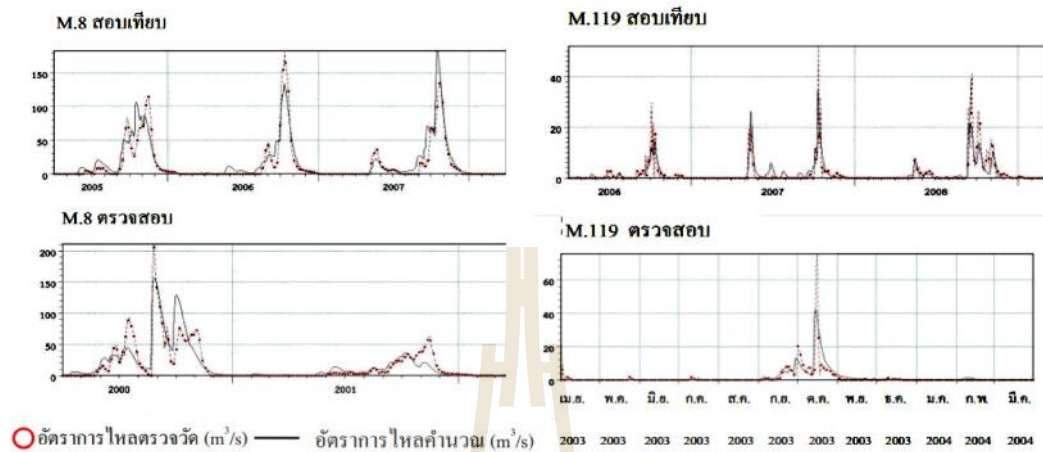 M.8 สอบเทียบ
150
100
50
0
2005 2006 2007
M.119 สอบเทียบ
40
20
0
2006 2007 2008
M.8 ตรวจสอบ
200
150
100
50
0
2000 2001
M.119 ตรวจสอบ
60
40
20
0
เม.ย. พ.ค. มิ.ย. ก.ค. ส.ค. ก.ย. ต.ค. พ.ย. ธ.ค. ม.ค. ก.พ. มี.ค.
2003 2003 2003 2003 2003 2003 2003 2003 2003 2004 2004 2004
อัตราการไหลตรวจวัด (m³/s) อัตราการไหลคำนวณ (m³/s)